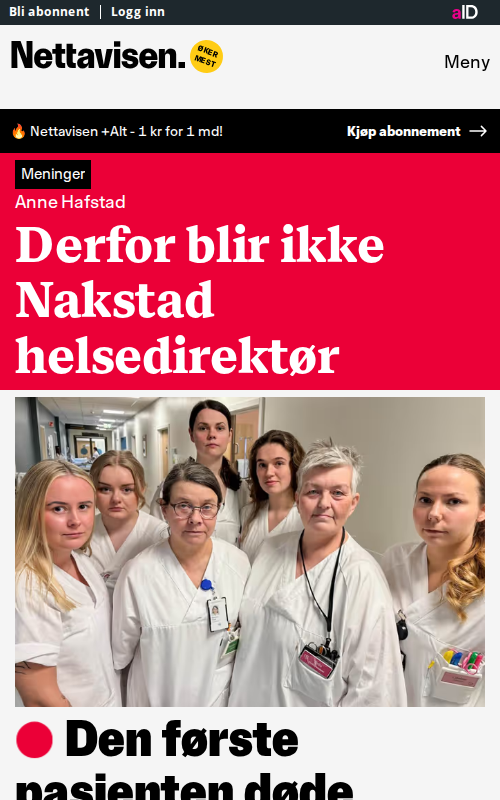 Bli abonnent | Logg inn
aID
Nettavisen.
ØKER
MEST
Meny
Nettavisen +Alt - 1 kr for 1 md!
Kjøp abonnement →
Meninger
Anne Hafstad
Derfor blir ikke
Nakstad
helsedirektør
Den første
pasienten døde